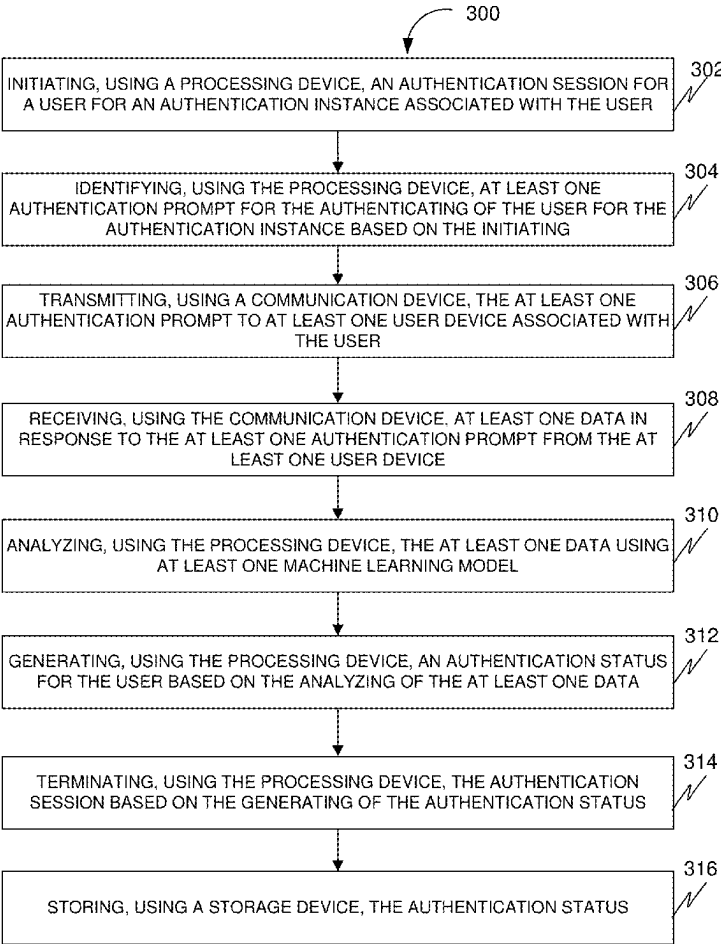 300
302
INITIATING, USING A PROCESSING DEVICE, AN AUTHENTICATION SESSION FOR
A USER FOR AN AUTHENTICATION INSTANCE ASSOCIATED WITH THE USER
304
IDENTIFYING, USING THE PROCESSING DEVICE, AT LEAST ONE
AUTHENTICATION PROMPT FOR THE AUTHENTICATING OF THE USER FOR THE
AUTHENTICATION INSTANCE BASED ON THE INITIATING
306
TRANSMITTING, USING A COMMUNICATION DEVICE, THE AT LEAST ONE
AUTHENTICATION PROMPT TO AT LEAST ONE USER DEVICE ASSOCIATED WITH
THE USER
308
RECEIVING, USING THE COMMUNICATION DEVICE, AT LEAST ONE DATA IN
RESPONSE TO THE AT LEAST ONE AUTHENTICATION PROMPT FROM THE AT
LEAST ONE USER DEVICE
310
ANALYZING, USING THE PROCESSING DEVICE, THE AT LEAST ONE DATA USING
AT LEAST ONE MACHINE LEARNING MODEL
312
GENERATING, USING THE PROCESSING DEVICE, AN AUTHENTICATION STATUS
FOR THE USER BASED ON THE ANALYZING OF THE AT LEAST ONE DATA
314
TERMINATING, USING THE PROCESSING DEVICE, THE AUTHENTICATION
SESSION BASED ON THE GENERATING OF THE AUTHENTICATION STATUS
316
STORING, USING A STORAGE DEVICE, THE AUTHENTICATION STATUS